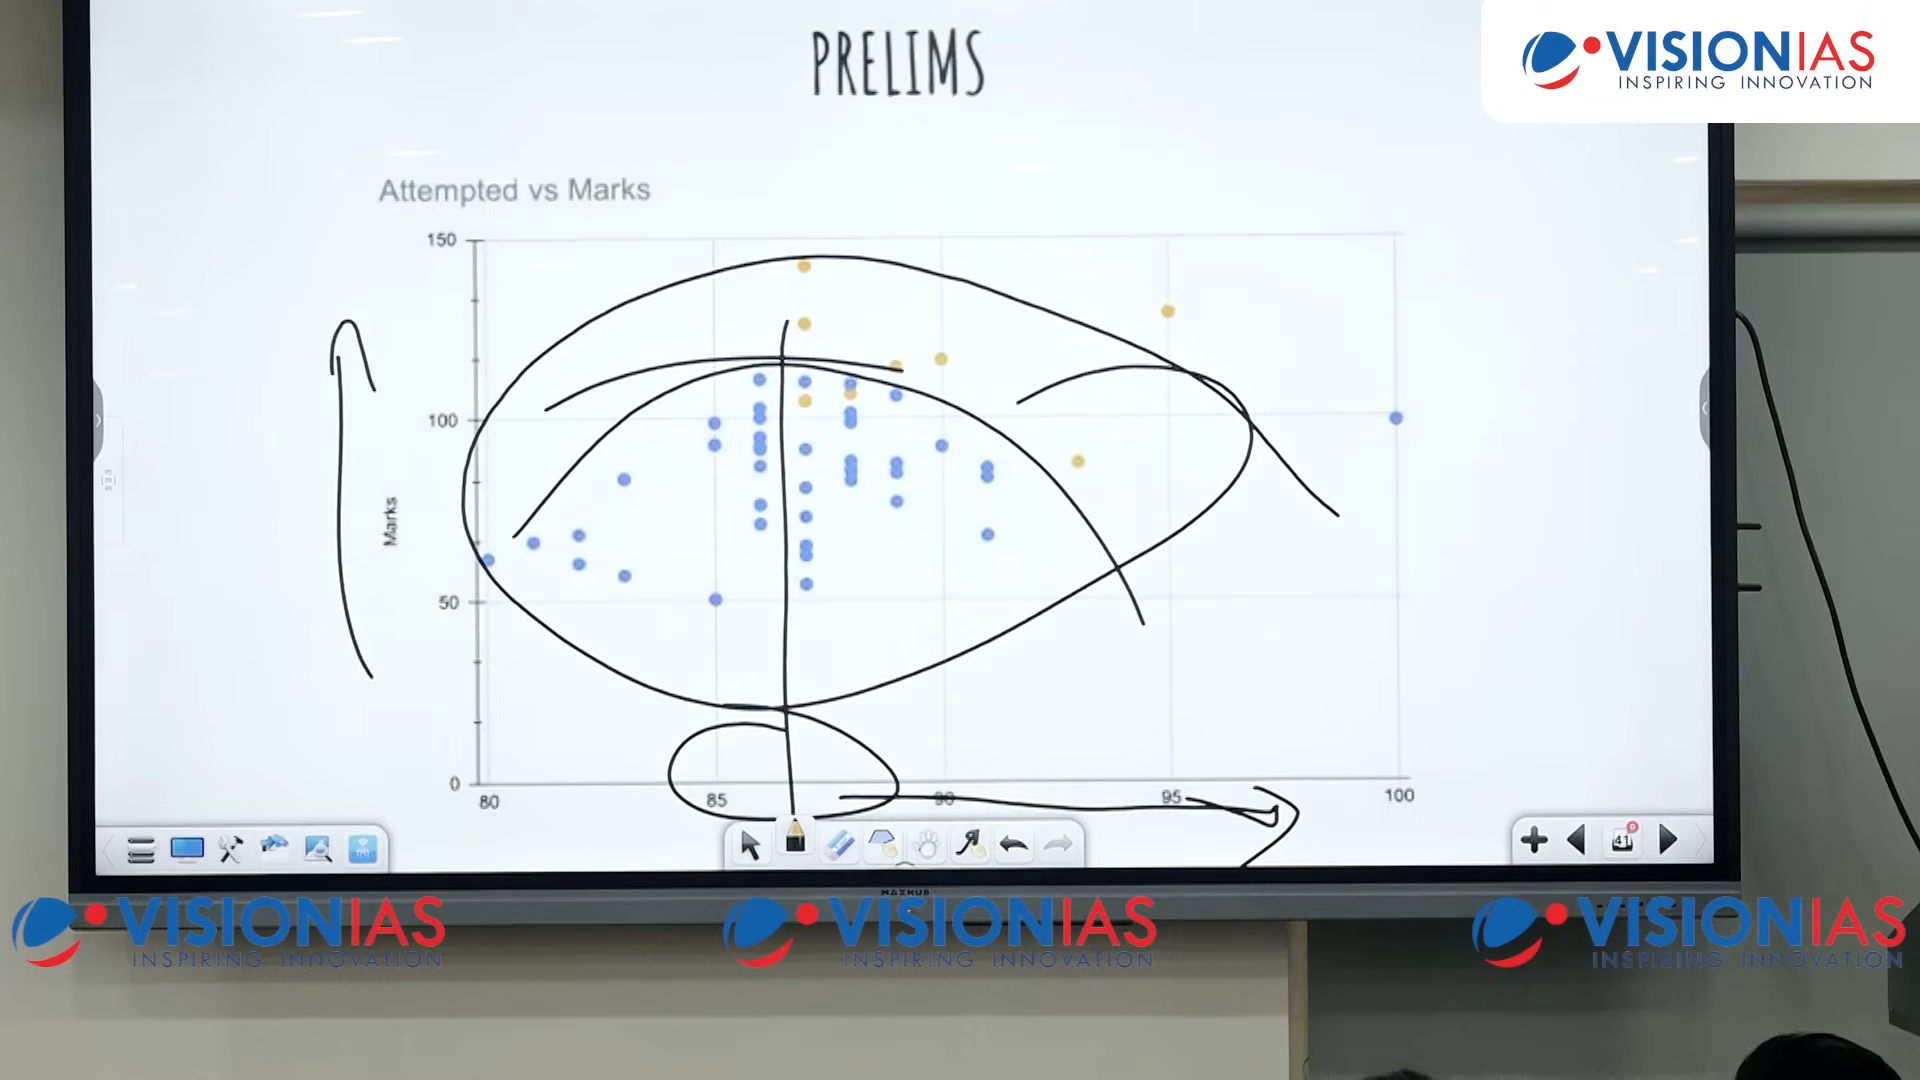 PRELIMS
VISIONIAS
INSPIRING INNOVATION
Attempted vs Marks
150
100
Marks
50
0
80
85
90
95
100
41
MAXHUB
VISIONIAS
INSPIRING INNOVATION
VISIONIAS
INSPIRING INNOVATION
VISIONIAS
INSPIRING INNOVATION